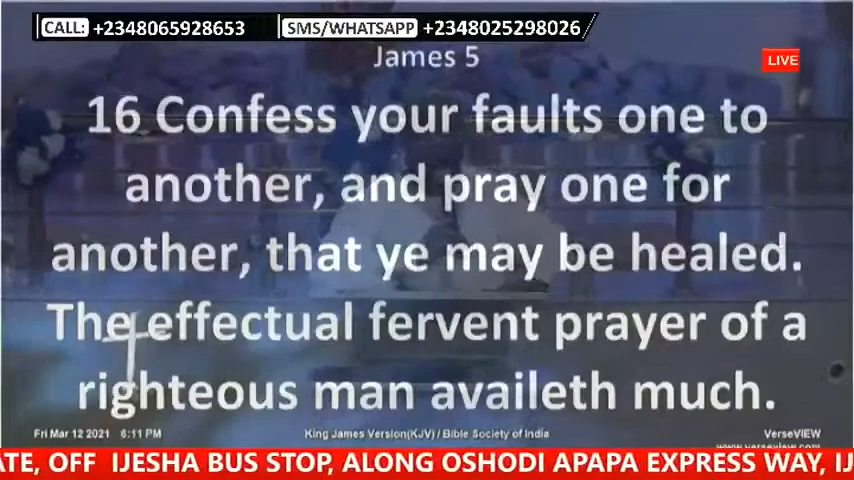 CALL: +2348065928653 SMS/WHATSAPP +2348025298026
James 5
LIVE
16 Confess your faults one to
another, and pray one for
another, that ye may be healed.
The effectual fervent prayer of a
righteous man availeth much.
Fri Mar 12 2021 6:11 PM King James Version(KJV) / Bible Society of India VerseVIEW
www.verseview.com
ATE, OFF IJESHA BUS STOP, ALONG OSHODI APAPA EXPRESS WAY, IJ